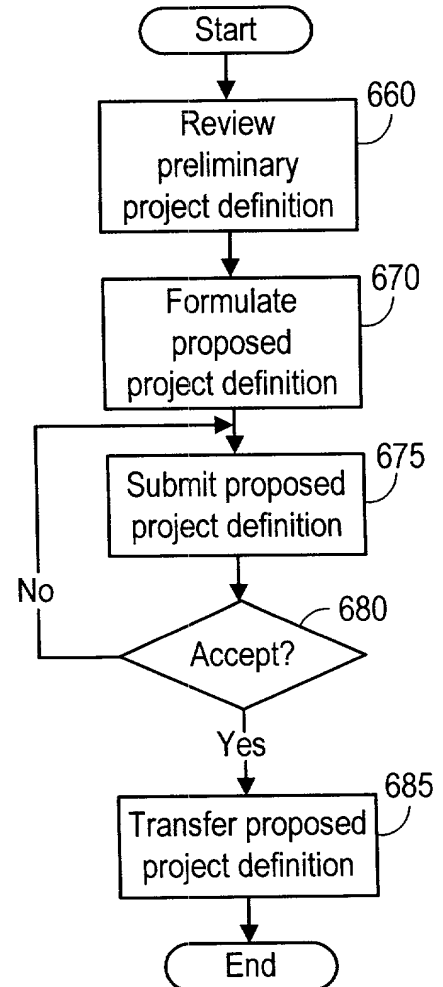 Start
660
Review
preliminary
project definition
670
Formulate
proposed
project definition
675
Submit proposed
project definition
No
680
Accept?
Yes
685
Transfer proposed
project definition
End